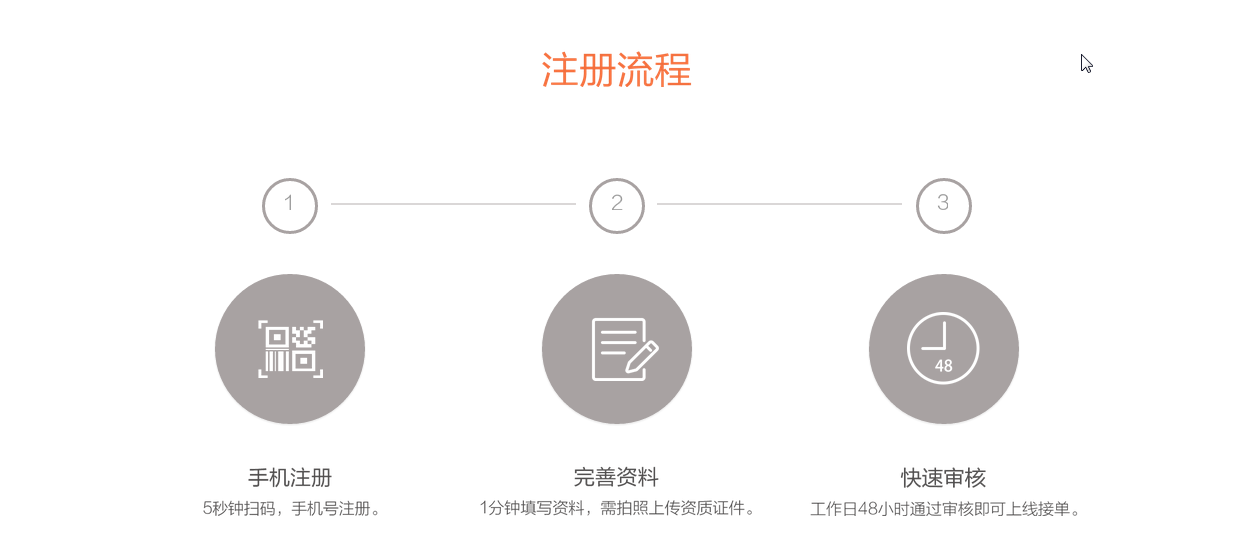 注册流程
1
2
3
48
手机注册
完善资料
快速审核
5秒钟扫码，手机号注册。
1分钟填写资料，需拍照上传资质证件。
工作日48小时通过审核即可上线接单。